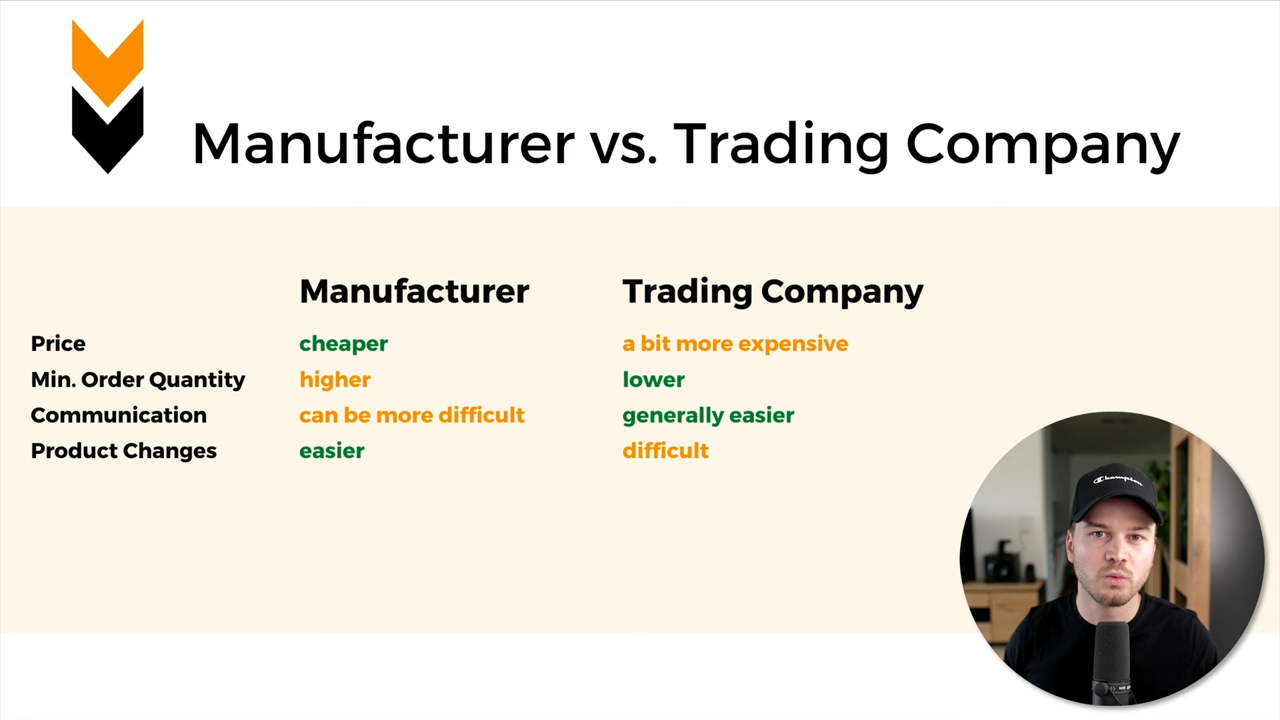 Manufacturer vs. Trading Company
Manufacturer Trading Company
Price cheaper a bit more expensive
Min. Order Quantity higher lower
Communication can be more difficult generally easier
Product Changes easier difficult
Champion